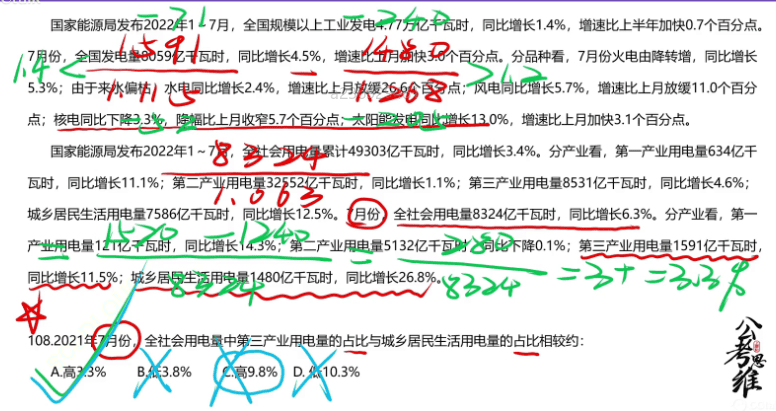 国家能源局发布2022年1~7月，全国规模以上工业发电4.77万亿千瓦时，同比增长1.4%，增速比上半年加快0.7个百分点。
7月份，全国发电量8059亿千瓦时，同比增长4.5%，增速比上月加快3.0个百分点。分品种看，7月份火电由降转增，同比增长
5.3%；由于来水偏枯，水电同比增长2.4%，增速比上月放缓26.6个百分点；风电同比增长5.7%，增速比上月放缓11.0个百分
点；核电同比下降3.3%，降幅比上月收窄5.7个百分点；太阳能发电同比增长13.0%，增速比上月加快3.1个百分点。
国家能源局发布2022年1~7月，全社会用电量累计49303亿千瓦时，同比增长3.4%。分产业看，第一产业用电量634亿千
瓦时，同比增长11.1%；第二产业用电量32552亿千瓦时，同比增长1.1%；第三产业用电量8531亿千瓦时，同比增长4.6%；
城乡居民生活用电量7586亿千瓦时，同比增长12.5%。7月份，全社会用电量8324亿千瓦时，同比增长6.3%。分产业看，第一
产业用电量121亿千瓦时，同比增长14.3%；第二产业用电量5132亿千瓦时，同比下降0.1%；第三产业用电量1591亿千瓦时，
同比增长11.5%；城乡居民生活用电量1480亿千瓦时，同比增长26.8%。
-21 -240
1591 1480
1.4< - >1.2
1.115 1.268
8324
1.063
= 1520-1240 = 280
8324 8324 =3+ =3.3%
108.2021年7月份，全社会用电量中第三产业用电量的占比与城乡居民生活用电量的占比相较约：
A.高3.3% B.低3.8% C.高9.8% D.低10.3%
公考思维